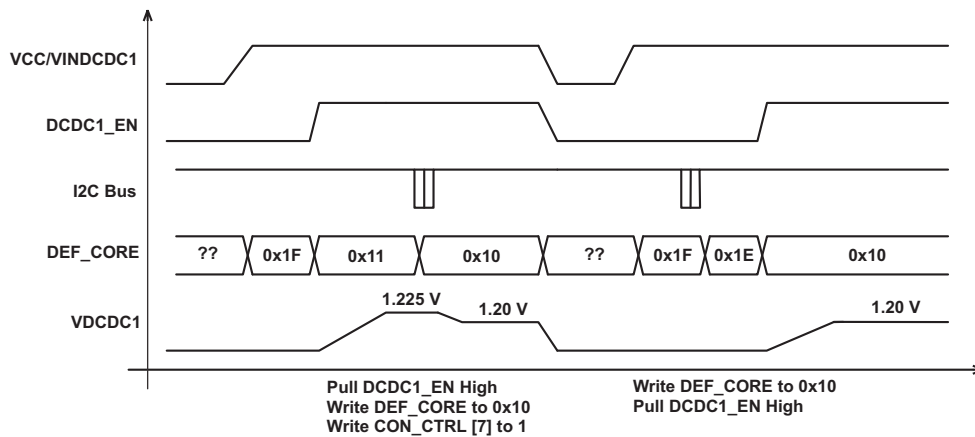 VCC/VINDCDC1
DCDC1_EN
I2C Bus
DEF_CORE
?? 0x1F 0x11 0x10 ?? 0x1F 0x1E 0x10
VDCDC1
1.225 V
1.20 V
1.20 V
Pull DCDC1_EN High
Write DEF_CORE to 0x10
Write CON_CTRL [7] to 1
Write DEF_CORE to 0x10
Pull DCDC1_EN High